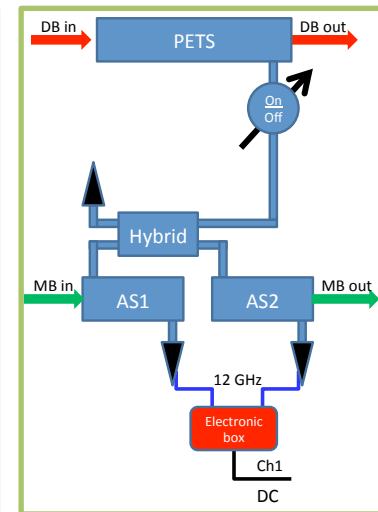 DB in
PETS
DB out
On
Off
Hybrid
MB in
AS1
AS2
MB out
12 GHz
Electronic
box
Ch1
DC